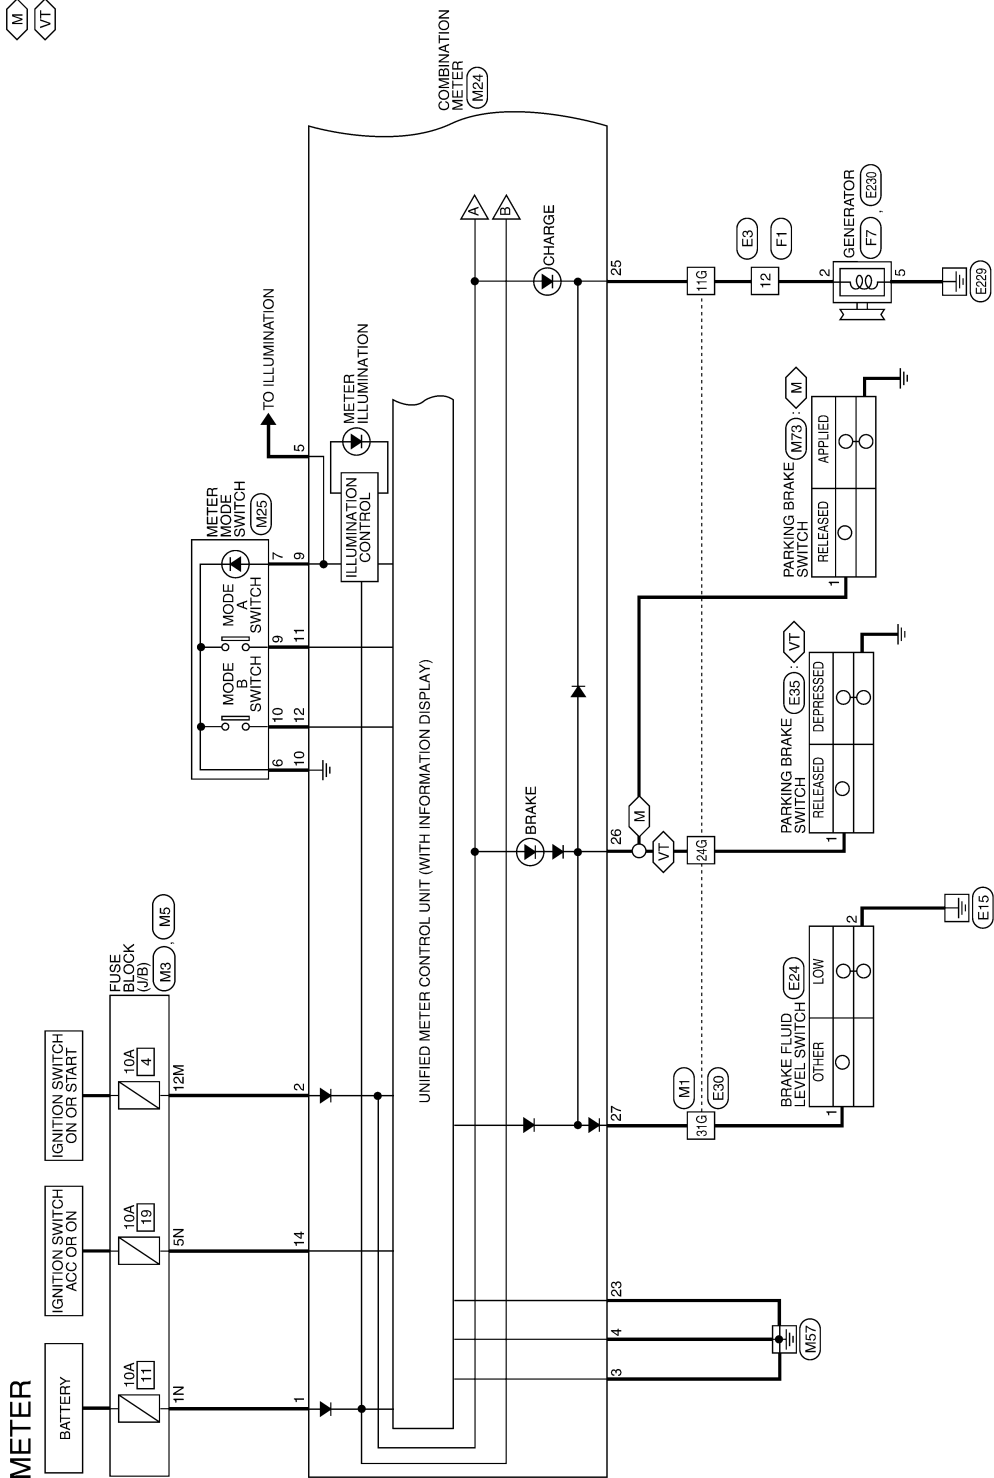 METER
M
VT
BATTERY
IGNITION SWITCH
ACC OR ON
IGNITION SWITCH
ON OR START
10A
11
10A
19
10A
4
FUSE
BLOCK
(J/B)
M3 , M5
1N
5N
12M
1
14
2
METER
MODE
SWITCH
M25
MODE
B
SWITCH
MODE
A
SWITCH
6
10
9
7
10
12
11
9
5
TO ILLUMINATION
ILLUMINATION
CONTROL
METER
ILLUMINATION
COMBINATION
METER
M24
UNIFIED METER CONTROL UNIT (WITH INFORMATION DISPLAY)
A
B
BRAKE
CHARGE
3
4
23
27
26
25
M
VT
M1
31G
E30
24G
11G
E3
12
F1
M57
BRAKE FLUID
LEVEL SWITCH
E24
OTHER
LOW
1
2
E15
PARKING BRAKE
SWITCH
E35 : VT
RELEASED
DEPRESSED
1
PARKING BRAKE
SWITCH
M73 : M
RELEASED
APPLIED
1
GENERATOR
F7 , E230
2
5
E229